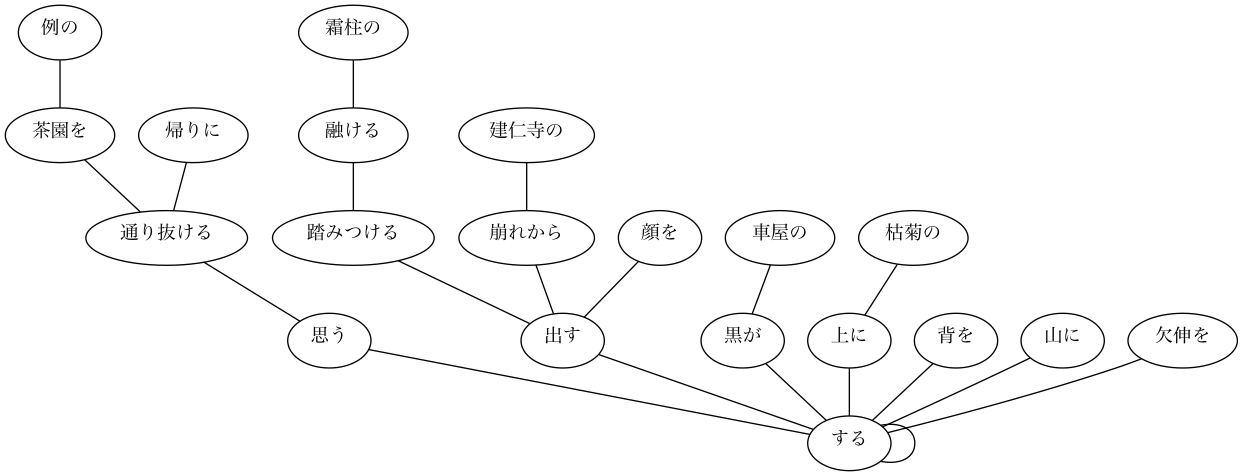 例の
霜柱の
茶園を
帰りに
融ける
建仁寺の
通り抜ける
踏みつける
崩れから
顔を
車屋の
枯菊の
思う
出す
黒が
上に
背を
山に
欠伸を
する